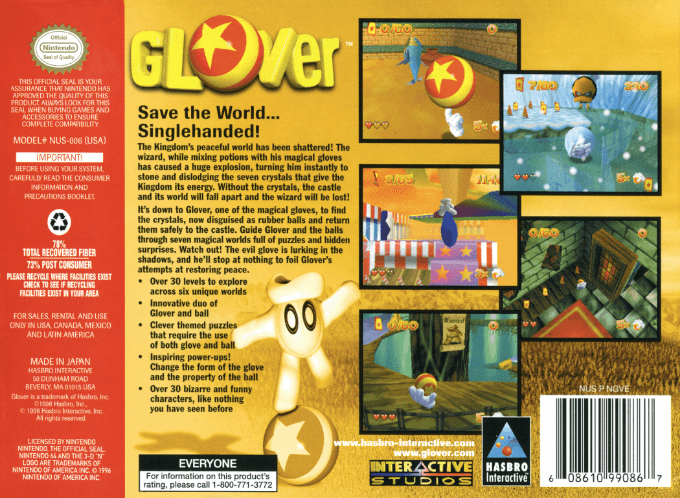 Official
Nintendo
Seal of Quality
THIS OFFICIAL SEAL IS YOUR
ASSURANCE THAT NINTENDO HAS
APPROVED THE QUALITY OF THIS
PRODUCT. ALWAYS LOOK FOR THIS
SEAL WHEN BUYING GAMES AND
ACCESSORIES TO ENSURE
COMPLETE COMPATIBILITY.
MODEL# NUS-006 (USA)
IMPORTANT!
BEFORE USING YOUR SYSTEM,
CAREFULLY READ THE CONSUMER
INFORMATION AND
PRECAUTIONS BOOKLET.
78%
TOTAL RECOVERED FIBER
73% POST CONSUMER
PLEASE RECYCLE WHERE FACILITIES EXIST
CHECK TO SEE IF RECYCLING
FACILITIES EXIST IN YOUR AREA
FOR SALES, RENTAL AND USE
ONLY IN USA, CANADA, MEXICO
AND LATIN AMERICA
MADE IN JAPAN
HASBRO INTERACTIVE
50 DUNHAM ROAD
BEVERLY, MA 01915 USA
Glover is a trademark of Hasbro, Inc.
©1998 Hasbro, Inc.
© 1998 Hasbro Interactive, Inc.
All rights reserved.
LICENSED BY NINTENDO
NINTENDO, THE OFFICIAL SEAL,
NINTENDO 64 AND THE 3-D "N"
LOGO ARE TRADEMARKS OF
NINTENDO OF AMERICA INC. © 1996
NINTENDO OF AMERICA INC.
GLOVER™
Save the World...
Singlehanded!
The Kingdom's peaceful world has been shattered! The
wizard, while mixing potions with his magical gloves
has caused a huge explosion, turning him instantly to
stone and dislodging the seven crystals that give the
Kingdom its energy. Without the crystals, the castle
and its world will fall apart and the wizard will be lost!
It's down to Glover, one of the magical gloves, to find
the crystals, now disguised as rubber balls and return
them safely to the castle. Guide Glover and the balls
through seven magical worlds full of puzzles and hidden
surprises. Watch out! The evil glove is lurking in the
shadows, and he'll stop at nothing to foil Glover's
attempts at restoring peace.
• Over 30 levels to explore
across six unique worlds
• Innovative duo of
Glover and ball
• Clever themed puzzles
that require the use
of both glove and ball
• Inspiring power-ups!
Change the form of the glove
and the property of the ball
• Over 30 bizarre and funny
characters, like nothing
you have seen before
EVERYONE
For information on this product's
rating, please call 1-800-771-3772
0/50
Wanted
www.hasbro-interactive.com
www.glover.com
INTERACTIVE
STUDIOS
HASBRO
Interactive
NUS P NGVE
6 08610 99086 7